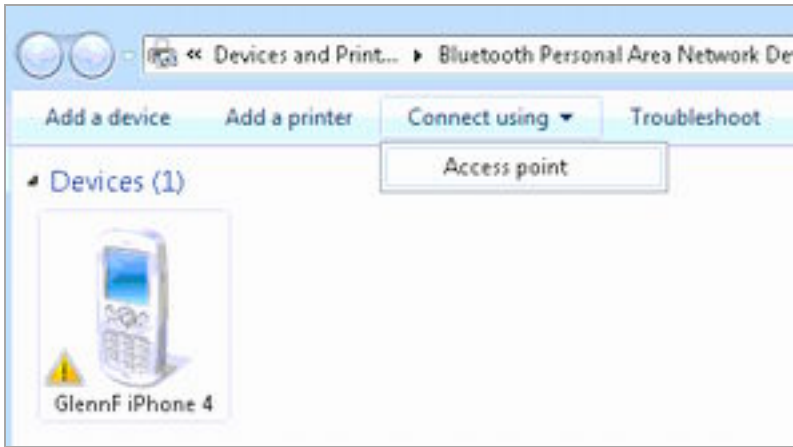 « Devices and Print... ▸ Bluetooth Personal Area Network De
Add a device Add a printer Connect using ▾ Troubleshoot
Access point
Devices (1)
GlennF iPhone 4